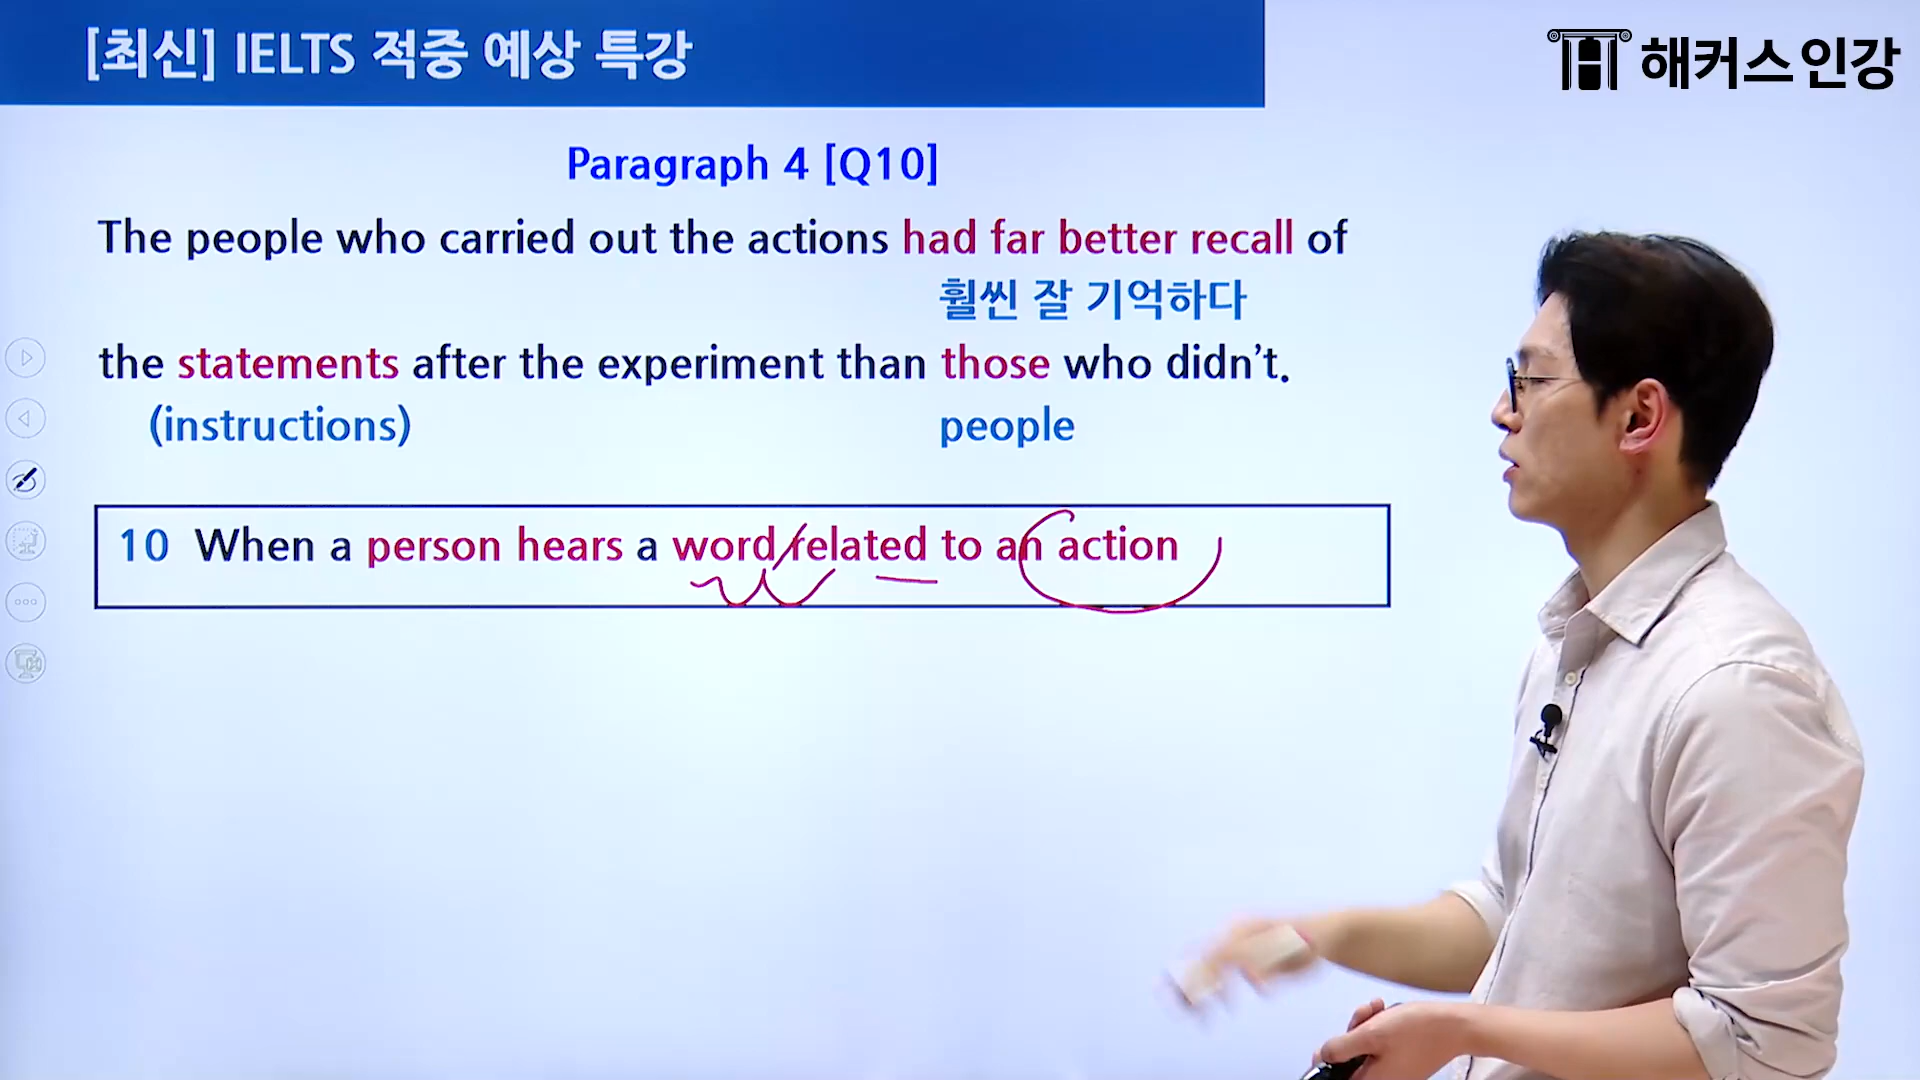 [최신] IELTS 적중 예상 특강
해커스인강
Paragraph 4 [Q10]
The people who carried out the actions had far better recall of
훨씬 잘 기억하다
the statements after the experiment than those who didn't.
(instructions) people
10 When a person hears a word related to an action